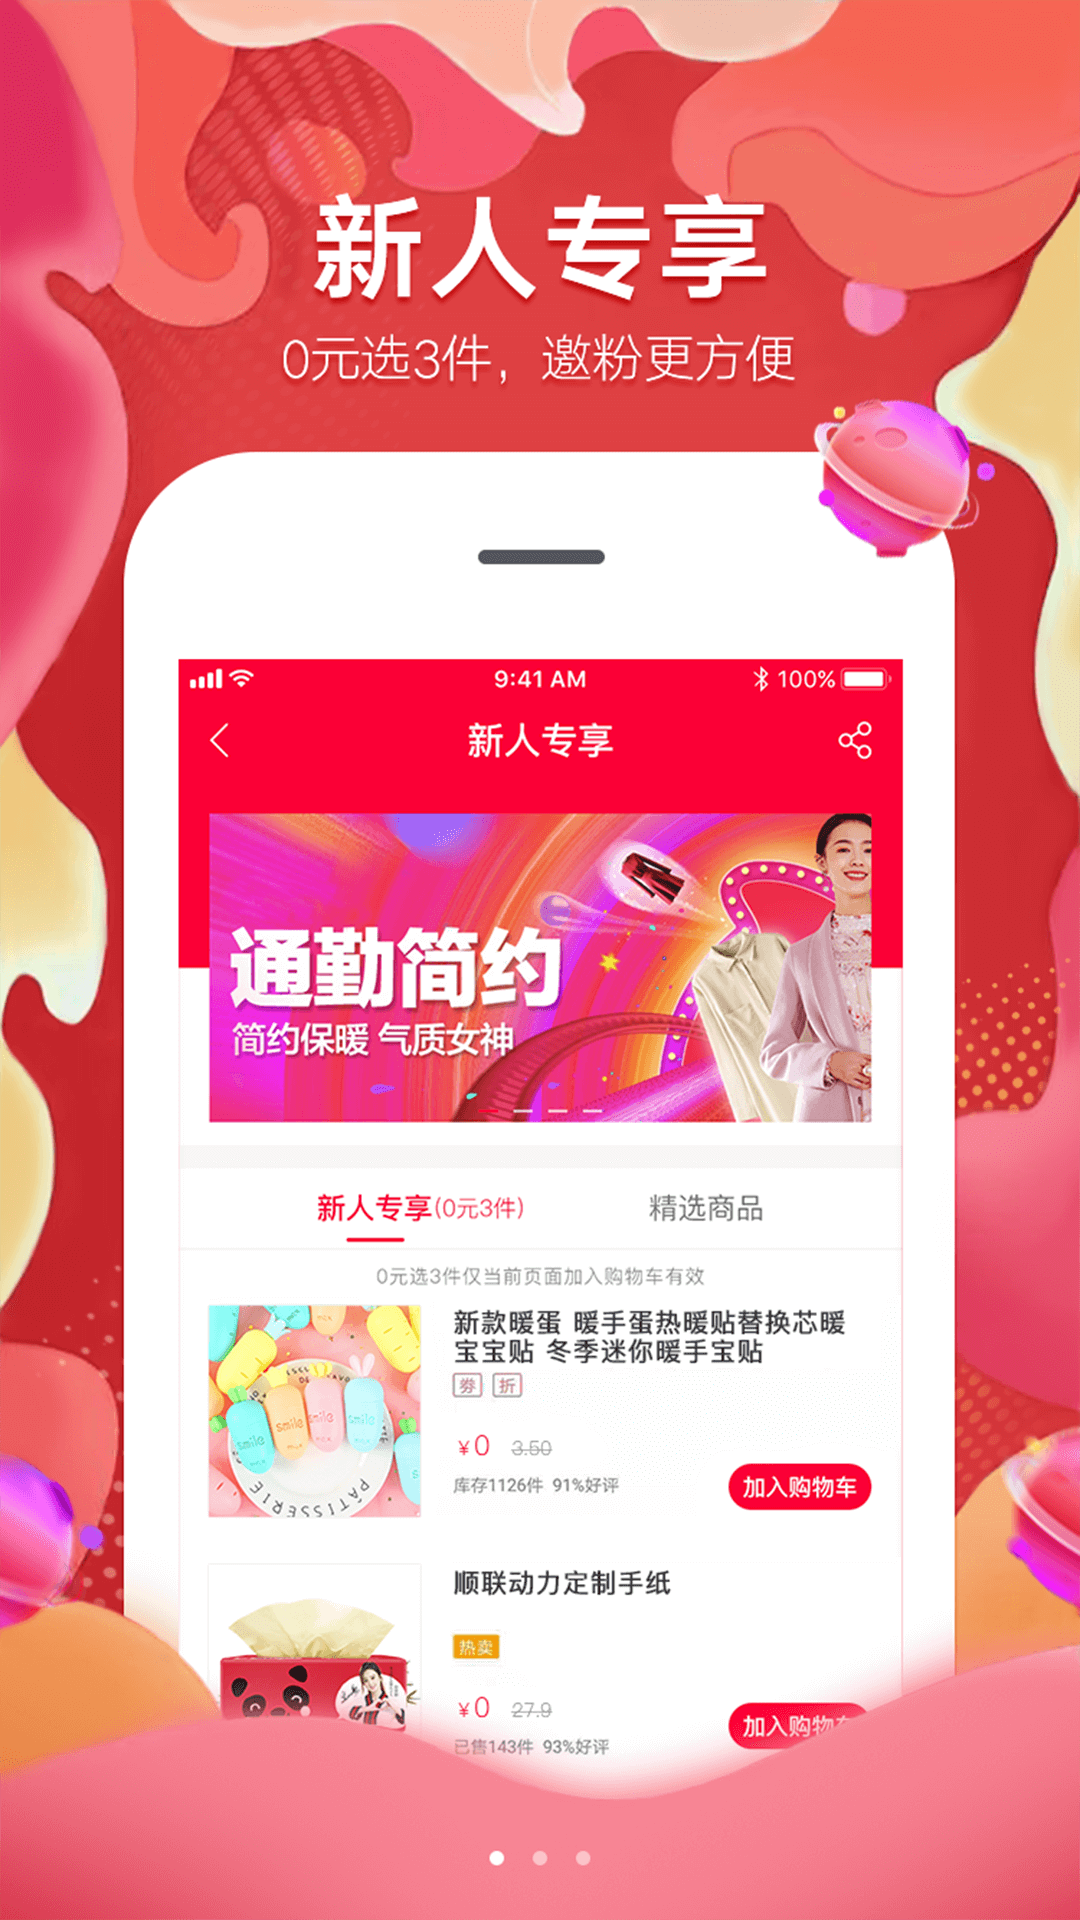 新人专享
0元选3件，邀粉更方便
9:41 AM
100%
新人专享
通勤简约
简约保暖 气质女神
新人专享(0元3件)
精选商品
0元选3件仅当前页面加入购物车有效
新款暖蛋 暖手蛋热暖贴替换芯暖
宝宝贴 冬季迷你暖手宝贴
券 折
¥0 3.50
库存1126件 91%好评
加入购物车
smile
smile
smile
smile
PÂTISSERIE
顺联动力定制手纸
热卖
¥0 27.9
已售143件 93%好评
加入购物车